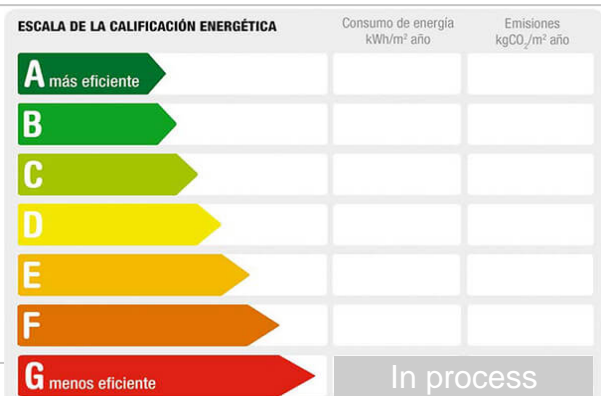 ESCALA DE LA CALIFICACIÓN ENERGÉTICA
Consumo de energía
kWh/m² año
Emisiones
kgCO₂/m² año
A más eficiente
B
C
D
E
F
G menos eficiente
In process